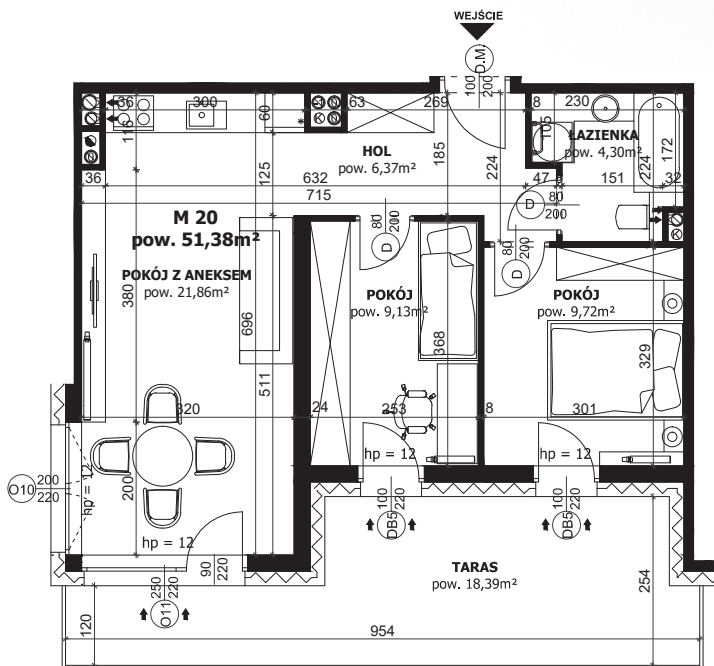 WEJŚCIE
D.M.
100
200
36
300
60
63
269
8
230
116
105
ŁAZIENKA
pow. 4,30m²
HOL
pow. 6,37m²
185
224
125
224
172
36
632
47
8
151
32
715
D
80
200
M 20
pow. 51,38m²
80
200
D
80
200
D
POKÓJ Z ANEKSEM
pow. 21,86m²
380
POKÓJ
pow. 9,13m²
POKÓJ
pow. 9,72m²
696
368
329
511
320
24
253
8
301
hp = 12
hp = 12
O10
200
220
hp = 12
200
hp = 12
100
220
DB5
100
220
DB5
90
220
250
220
O11
TARAS
pow. 18,39m²
254
120
954